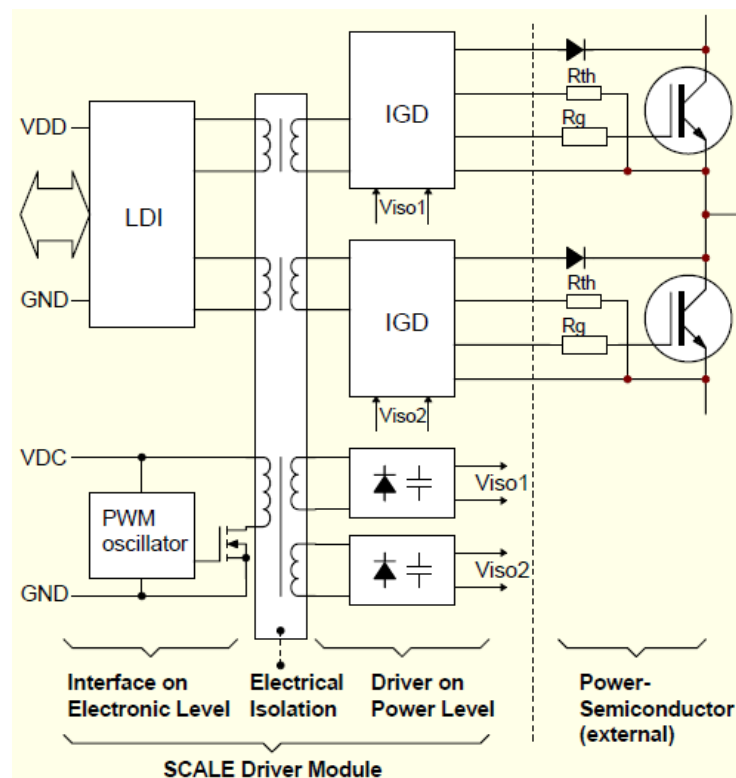 VDD
LDI
GND
IGD
Rth
Rg
Viso1
IGD
Rth
Rg
Viso2
VDC
PWM
oscillator
GND
Viso1
Viso2
Interface on
Electronic Level
Electrical
Isolation
Driver on
Power Level
Power-
Semiconductor
(external)
SCALE Driver Module